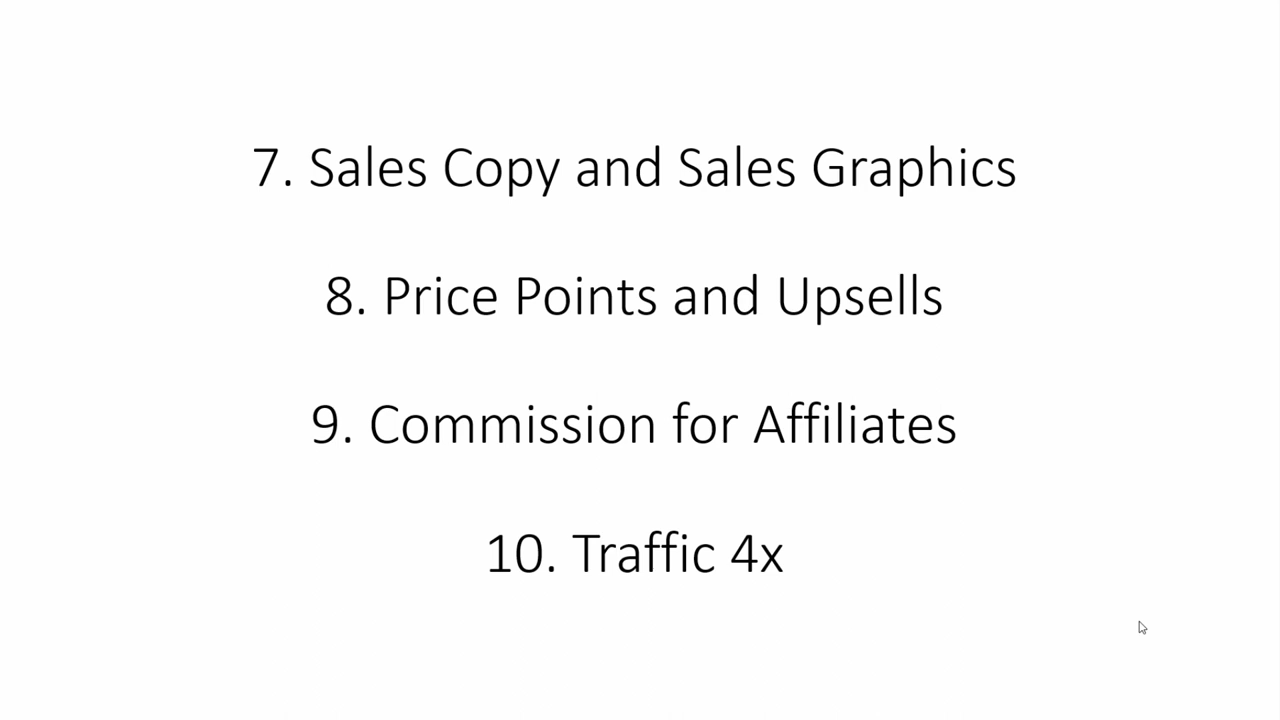 7. Sales Copy and Sales Graphics
8. Price Points and Upsells
9. Commission for Affiliates
10. Traffic 4x